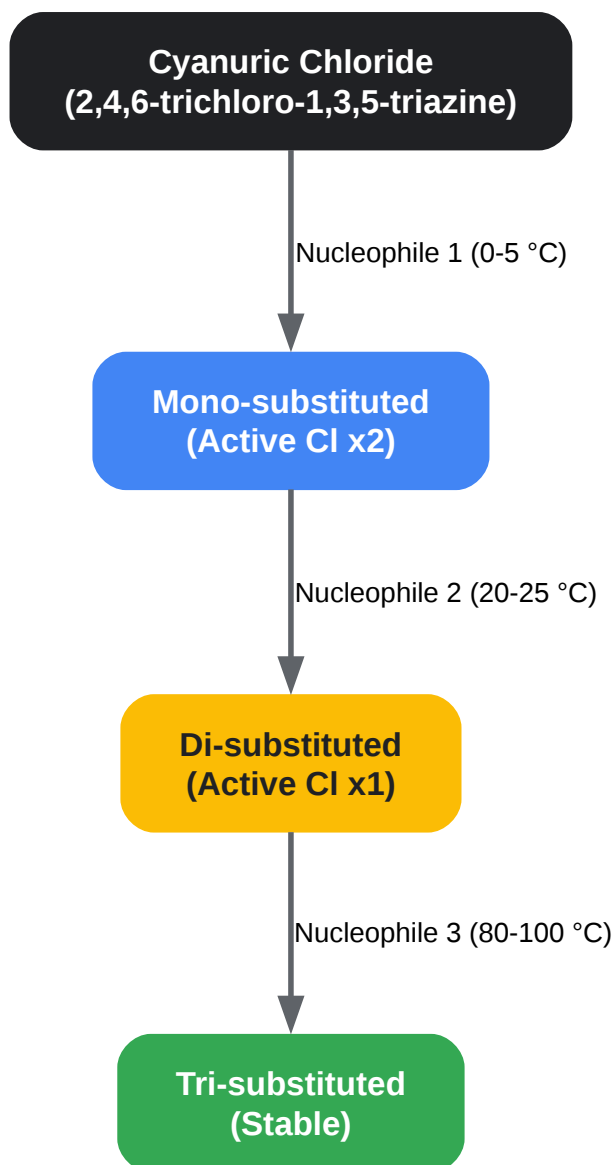 Cyanuric Chloride
(2,4,6-trichloro-1,3,5-triazine)
Nucleophile 1 (0-5 °C)
Mono-substituted
(Active Cl x2)
Nucleophile 2 (20-25 °C)
Di-substituted
(Active Cl x1)
Nucleophile 3 (80-100 °C)
Tri-substituted
(Stable)